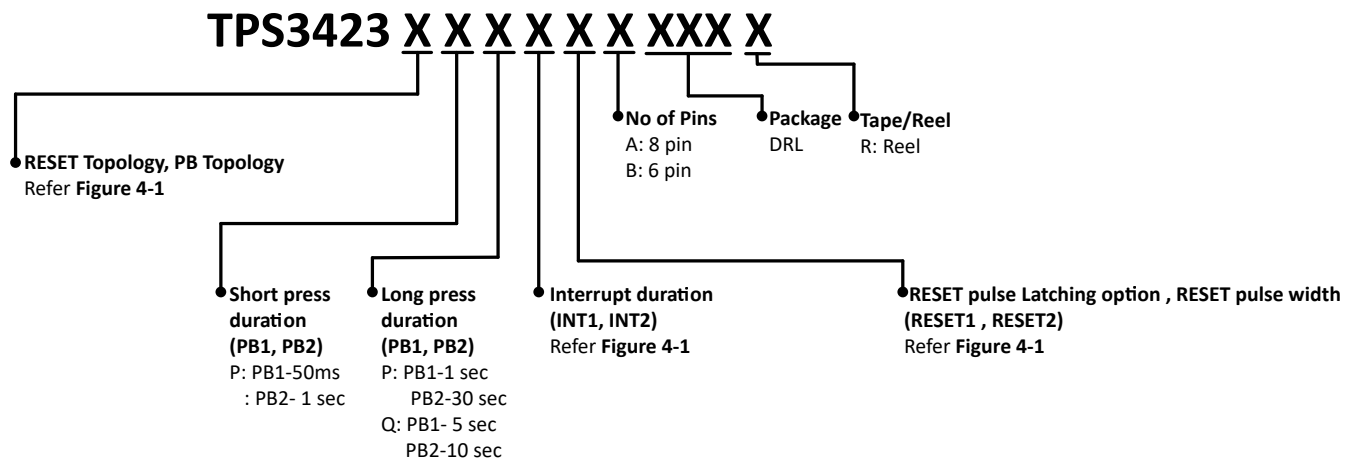 TPS3423 X X X X X X XXX X
No of Pins
A: 8 pin
B: 6 pin
Package
DRL
Tape/Reel
R: Reel
RESET Topology, PB Topology
Refer Figure 4-1
Short press
duration
(PB1, PB2)
P: PB1-50ms
: PB2- 1 sec
Long press
duration
(PB1, PB2)
P: PB1-1 sec
PB2-30 sec
Q: PB1- 5 sec
PB2-10 sec
Interrupt duration
(INT1, INT2)
Refer Figure 4-1
RESET pulse Latching option , RESET pulse width
(RESET1 , RESET2)
Refer Figure 4-1